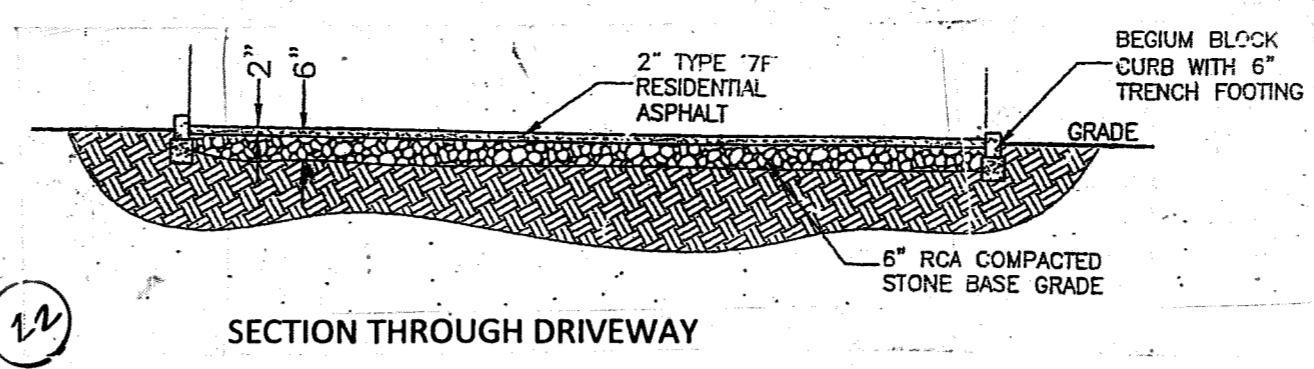 2"
6"
2" TYPE "7F"
RESIDENTIAL
ASPHALT
BEGIUM BLOCK
CURB WITH 6"
TRENCH FOOTING
GRADE
6" RCA COMPACTED
STONE BASE GRADE
22
SECTION THROUGH DRIVEWAY